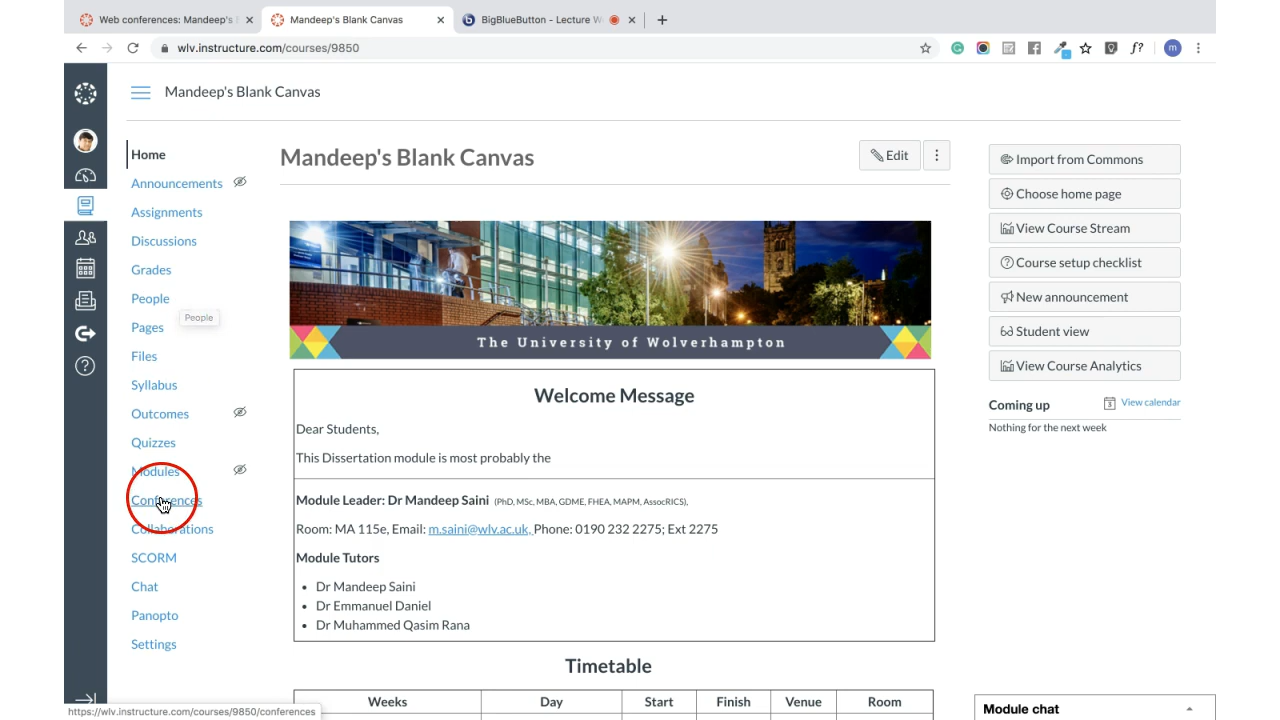 Web conferences: Mandeep's
Mandeep's Blank Canvas
BigBlueButton - Lecture
wlv.instructure.com/courses/9850
f?
m
Mandeep's Blank Canvas
Home
Announcements
Assignments
Discussions
Grades
People
People
Pages
Files
Syllabus
Outcomes
Quizzes
Modules
Conferences
Collaborations
SCORM
Chat
Panopto
Settings
https://wlv.instructure.com/courses/9850/conferences
Mandeep's Blank Canvas
Edit
The University of Wolverhampton
Welcome Message
Dear Students,
This Dissertation module is most probably the
Module Leader: Dr Mandeep Saini (PhD, MSc, MBA, GDME, FHEA, MAPM, AssocRICS),
Room: MA 115e, Email: m.saini@wlv.ac.uk, Phone: 0190 232 2275; Ext 2275
Module Tutors
• Dr Mandeep Saini
• Dr Emmanuel Daniel
• Dr Muhammed Qasim Rana
Timetable
Weeks Day Start Finish Venue Room
Import from Commons
Choose home page
View Course Stream
Course setup checklist
New announcement
Student view
View Course Analytics
Coming up
View calendar
Nothing for the next week
Module chat